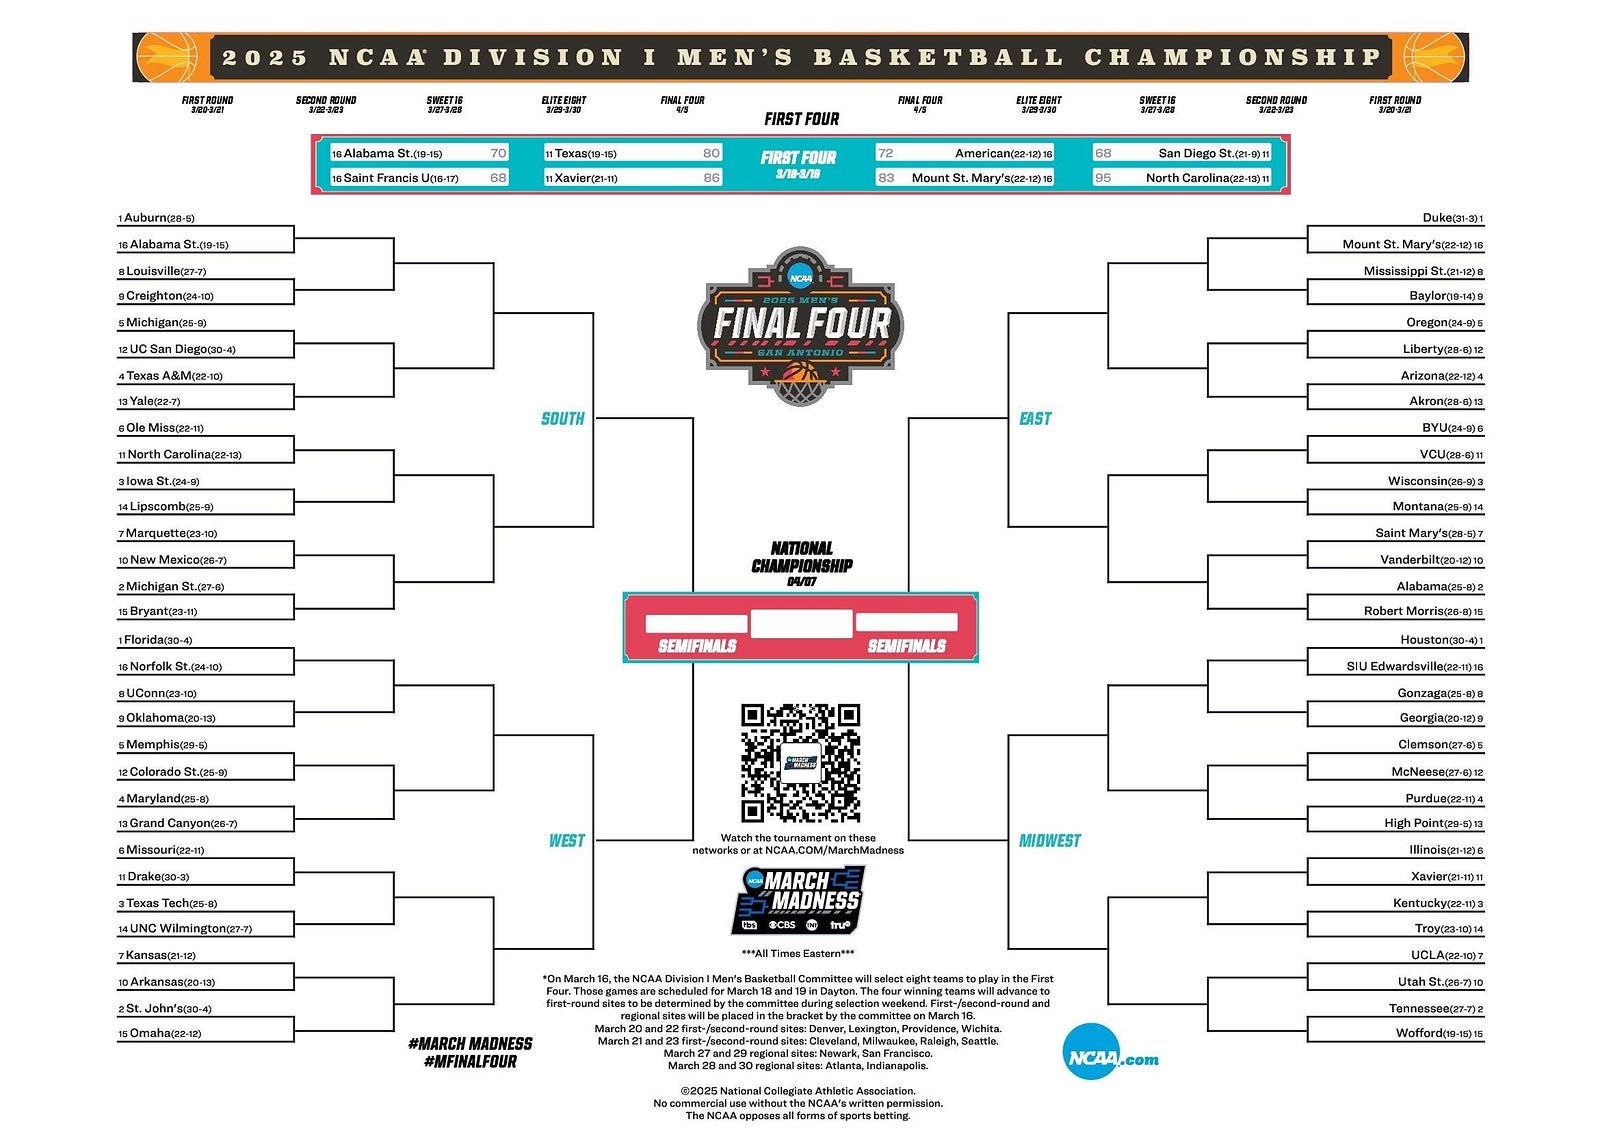 2025 NCAA® DIVISION I MEN'S BASKETBALL CHAMPIONSHIP
FIRST ROUND
3/20-3/21
SECOND ROUND
3/22-3/23
SWEET 16
3/27-3/28
ELITE EIGHT
3/29-3/30
FINAL FOUR
4/5
FINAL FOUR
4/5
ELITE EIGHT
3/29-3/30
SWEET 16
3/27-3/28
SECOND ROUND
3/22-3/23
FIRST ROUND
3/20-3/21
FIRST FOUR
16 Alabama St.(19-15) 70
16 Saint Francis U(16-17) 68
11 Texas(19-15) 80
11 Xavier(21-11) 86
FIRST FOUR
3/18-3/19
72 American(22-12) 16
83 Mount St. Mary's(22-12) 16
68 San Diego St.(21-9) 11
95 North Carolina(22-13) 11
1 Auburn(28-5)
16 Alabama St.(19-15)
8 Louisville(27-7)
9 Creighton(24-10)
5 Michigan(25-9)
12 UC San Diego(30-4)
4 Texas A&M(22-10)
13 Yale(22-7)
6 Ole Miss(22-11)
11 North Carolina(22-13)
3 Iowa St.(24-9)
14 Lipscomb(25-9)
7 Marquette(23-10)
10 New Mexico(26-7)
2 Michigan St.(27-6)
15 Bryant(23-11)
SOUTH
1 Florida(30-4)
16 Norfolk St.(24-10)
8 UConn(23-10)
9 Oklahoma(20-13)
5 Memphis(29-5)
12 Colorado St.(25-9)
4 Maryland(25-8)
13 Grand Canyon(26-7)
6 Missouri(22-11)
11 Drake(30-3)
3 Texas Tech(25-8)
14 UNC Wilmington(27-7)
7 Kansas(21-12)
10 Arkansas(20-13)
2 St. John's(30-4)
15 Omaha(22-12)
WEST
Duke(31-3) 1
Mount St. Mary's(22-12) 16
Mississippi St.(21-12) 8
Baylor(19-14) 9
Oregon(24-9) 5
Liberty(28-6) 12
Arizona(22-12) 4
Akron(28-6) 13
BYU(24-9) 6
VCU(28-6) 11
Wisconsin(26-9) 3
Montana(25-9) 14
Saint Mary's(28-5) 7
Vanderbilt(20-12) 10
Alabama(25-8) 2
Robert Morris(26-8) 15
EAST
Houston(30-4) 1
SIU Edwardsville(22-11) 16
Gonzaga(25-8) 8
Georgia(20-12) 9
Clemson(27-6) 5
McNeese(27-6) 12
Purdue(22-11) 4
High Point(29-5) 13
Illinois(21-12) 6
Xavier(21-11) 11
Kentucky(22-11) 3
Troy(23-10) 14
UCLA(22-10) 7
Utah St.(26-7) 10
Tennessee(27-7) 2
Wofford(19-15) 15
MIDWEST
NCAA
2025 MEN'S
FINAL FOUR
SAN ANTONIO
NATIONAL
CHAMPIONSHIP
04/07
SEMIFINALS
SEMIFINALS
MARCH
MADNESS
Watch the tournament on these
networks or at NCAA.COM/MarchMadness
NCAA
MARCH
MADNESS
tbs CBS TNT tru
***All Times Eastern***
*On March 16, the NCAA Division I Men's Basketball Committee will select eight teams to play in the First
Four. Those games are scheduled for March 18 and 19 in Dayton. The four winning teams will advance to
first-round sites to be determined by the committee during selection weekend. First-/second-round and
regional sites will be placed in the bracket by the committee on March 16.
March 20 and 22 first-/second-round sites: Denver, Lexington, Providence, Wichita.
March 21 and 23 first-/second-round sites: Cleveland, Milwaukee, Raleigh, Seattle.
March 27 and 29 regional sites: Newark, San Francisco.
March 28 and 30 regional sites: Atlanta, Indianapolis.
#MARCH MADNESS
#MFINALFOUR
NCAA.com
©2025 National Collegiate Athletic Association.
No commercial use without the NCAA's written permission.
The NCAA opposes all forms of sports betting.